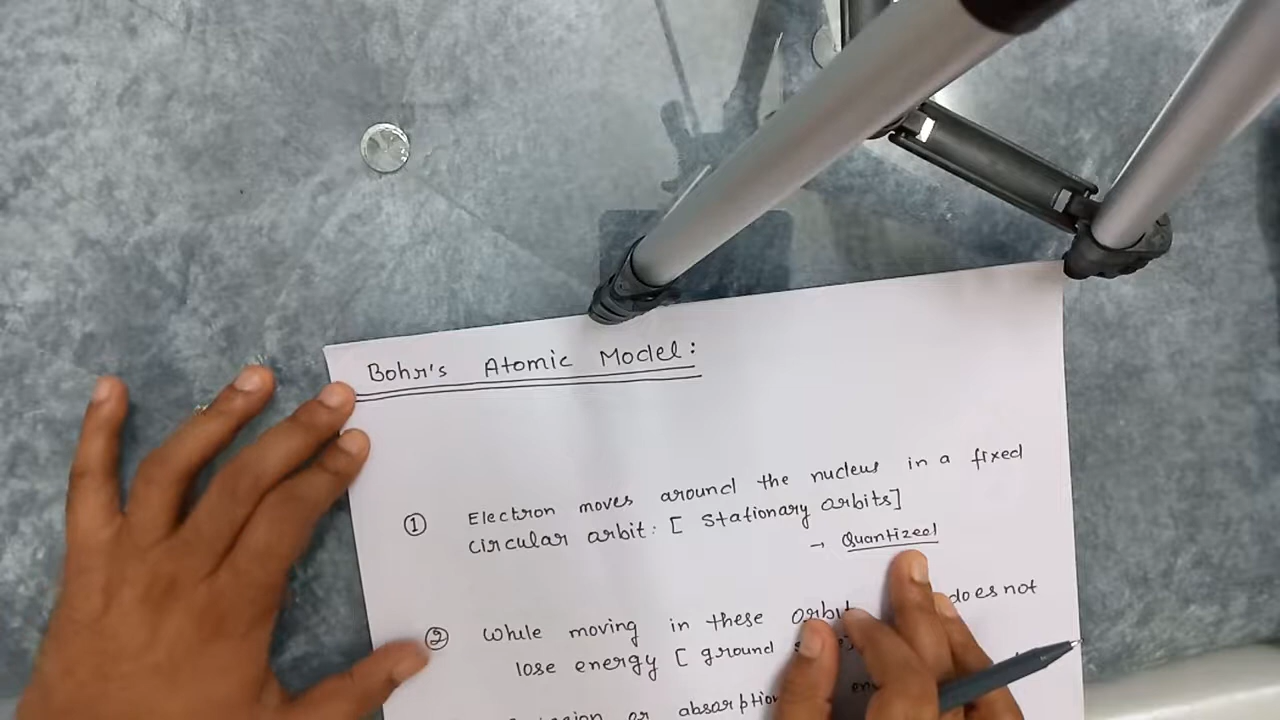 Bohr's Atomic Model:
① Electron moves around the nucleus in a fixed
circular orbit: [ Stationary orbits]
→ Quantized
② While moving in these does not
lose energy [ ground
or absorption